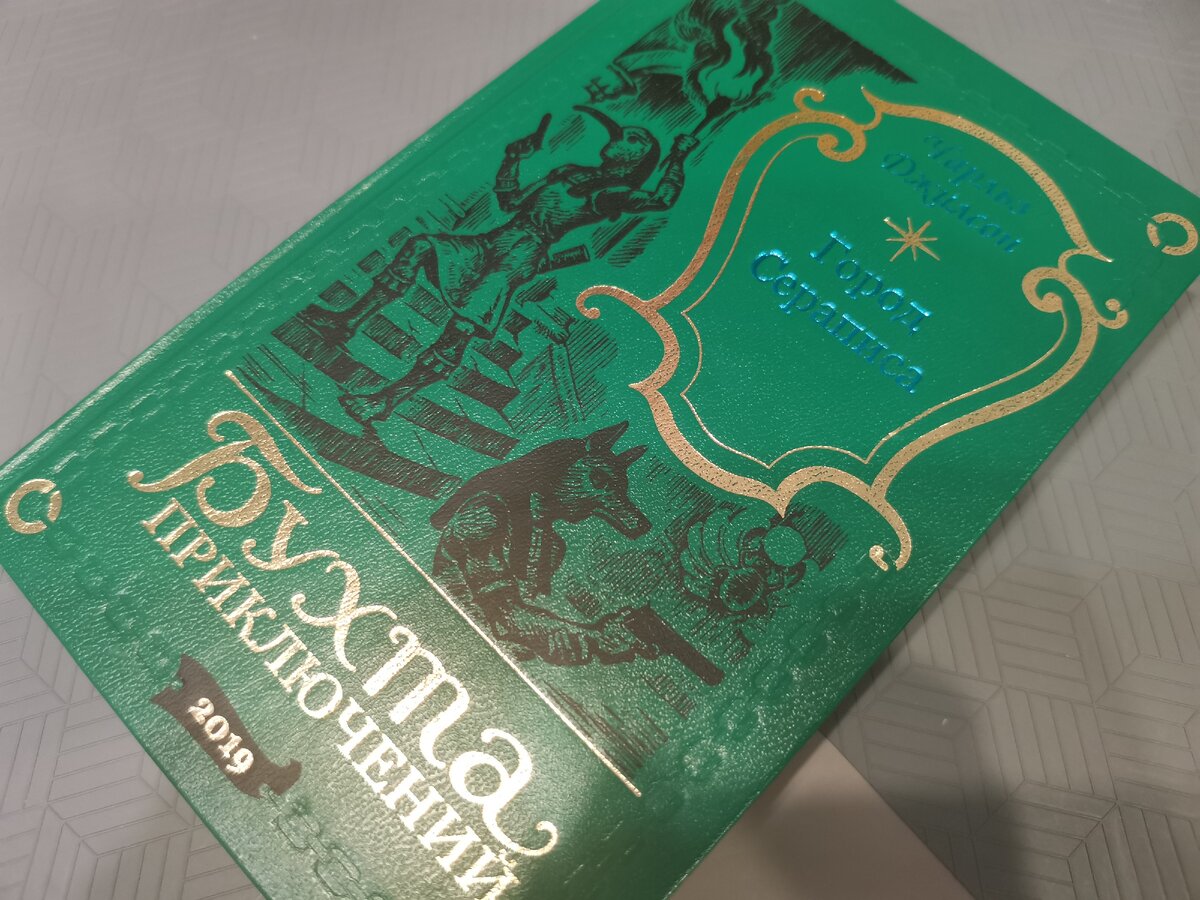 Чарльз
Джилсон
Город
Сераписа
Бухта
ПРИКЛЮЧЕНИЙ
2019